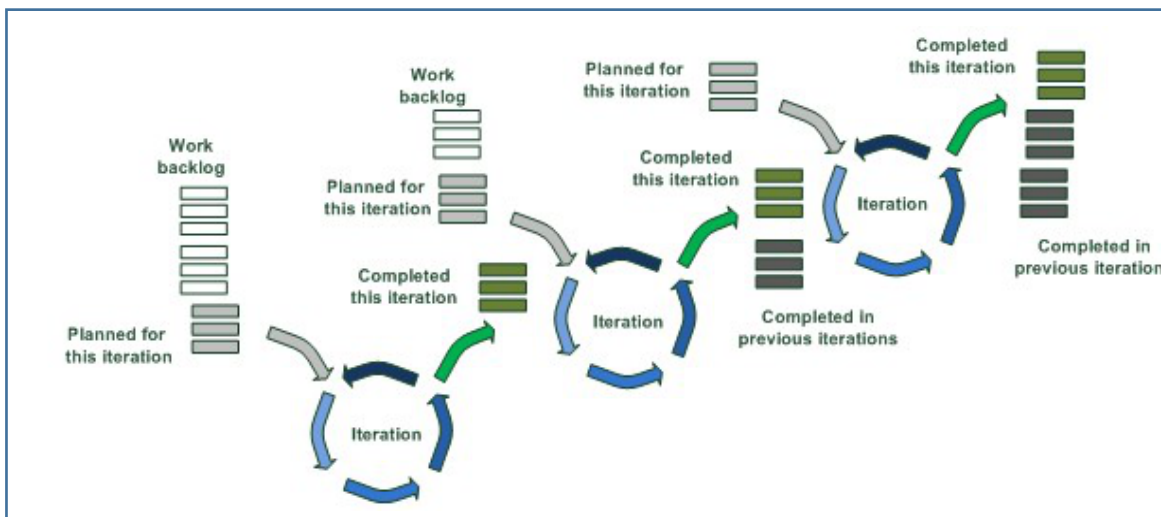 Work
backlog
Planned for
this iteration
Completed
this iteration
Iteration
Work
backlog
Planned for
this iteration
Completed
this iteration
Completed in
previous iterations
Iteration
Planned for
this iteration
Completed
this iteration
Completed in
previous iteration
Iteration